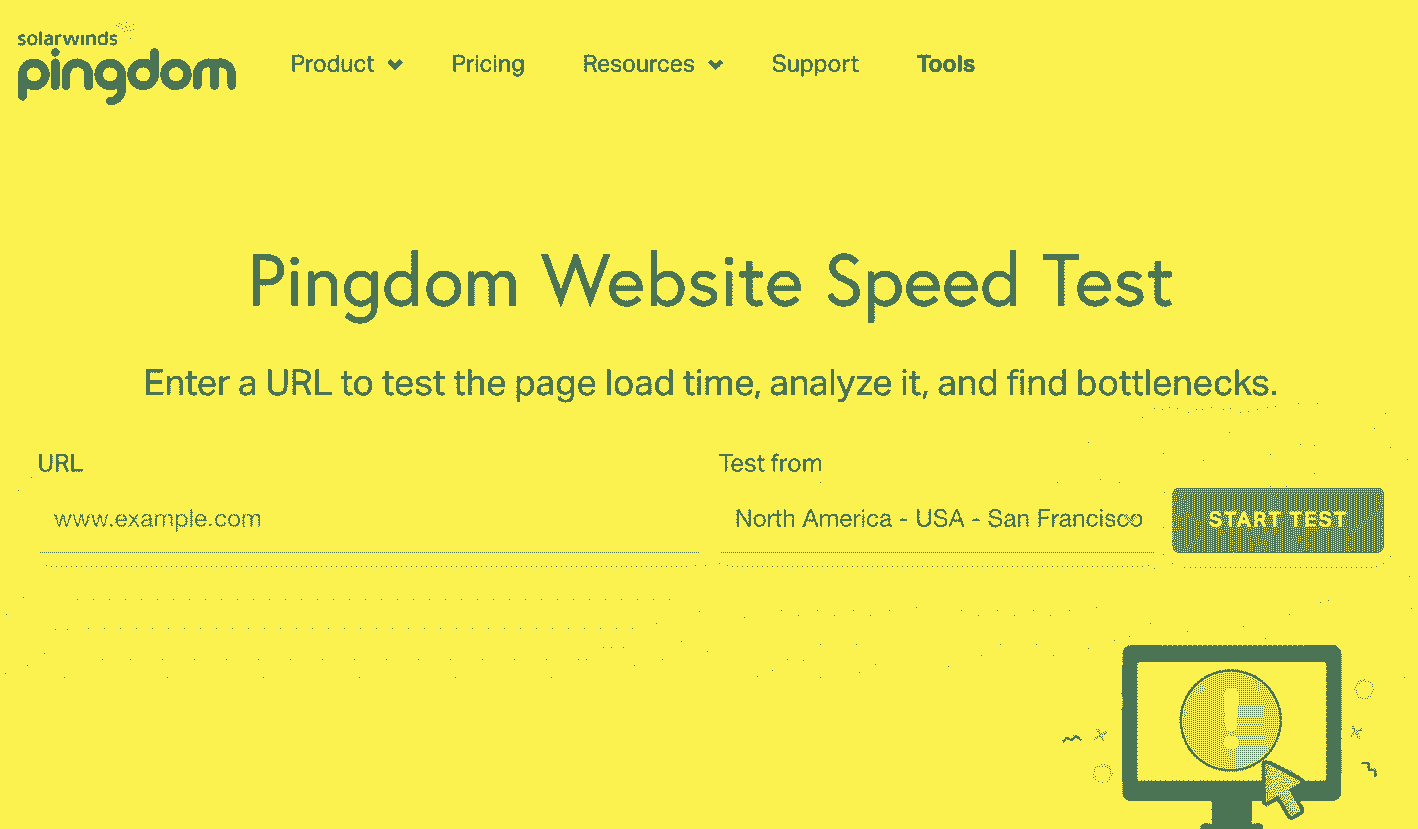 solarwinds
pingdom
Product
Pricing
Resources
Support
Tools
Pingdom Website Speed Test
Enter a URL to test the page load time, analyze it, and find bottlenecks.
URL
Test from
www.example.com
North America - USA - San Francisco
START TEST